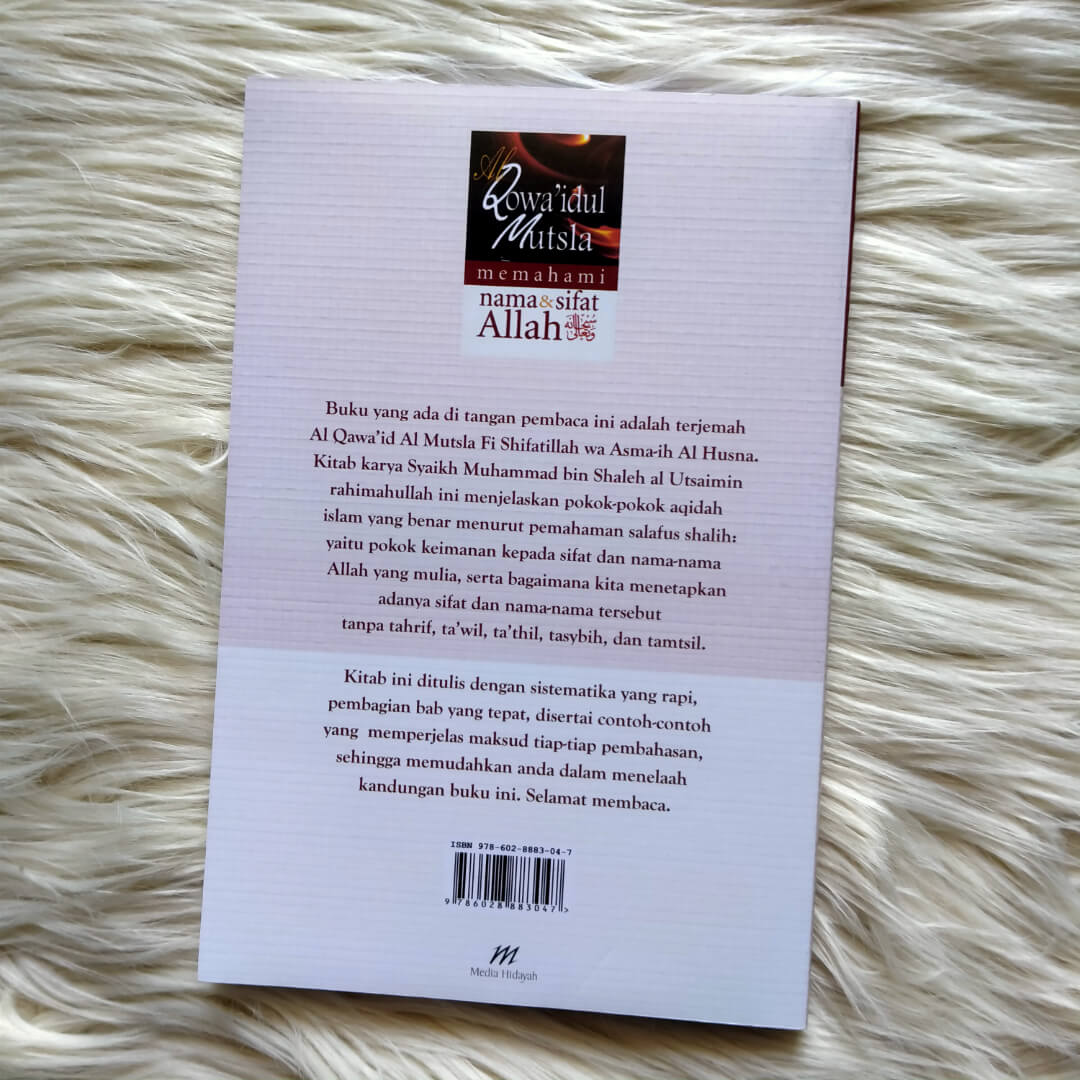 Al
Qowa'idul
Mutsla
memahami
nama & sifat
Allah سُبْحَانَهُ وَتَعَالَى
Buku yang ada di tangan pembaca ini adalah terjemah
Al Qawa'id Al Mutsla Fi Shifatillah wa Asma-ih Al Husna.
Kitab karya Syaikh Muhammad bin Shaleh al Utsaimin
rahimahullah ini menjelaskan pokok-pokok aqidah
islam yang benar menurut pemahaman salafus shalih:
yaitu pokok keimanan kepada sifat dan nama-nama
Allah yang mulia, serta bagaimana kita menetapkan
adanya sifat dan nama-nama tersebut
tanpa tahrif, ta'wil, ta'thil, tasybih, dan tamtsil.
Kitab ini ditulis dengan sistematika yang rapi,
pembagian bab yang tepat, disertai contoh-contoh
yang memperjelas maksud tiap-tiap pembahasan,
sehingga memudahkan anda dalam menelaah
kandungan buku ini. Selamat membaca.
ISBN 978-602-8883-04-7
9 786028 883047 >
m
Media Hidayah